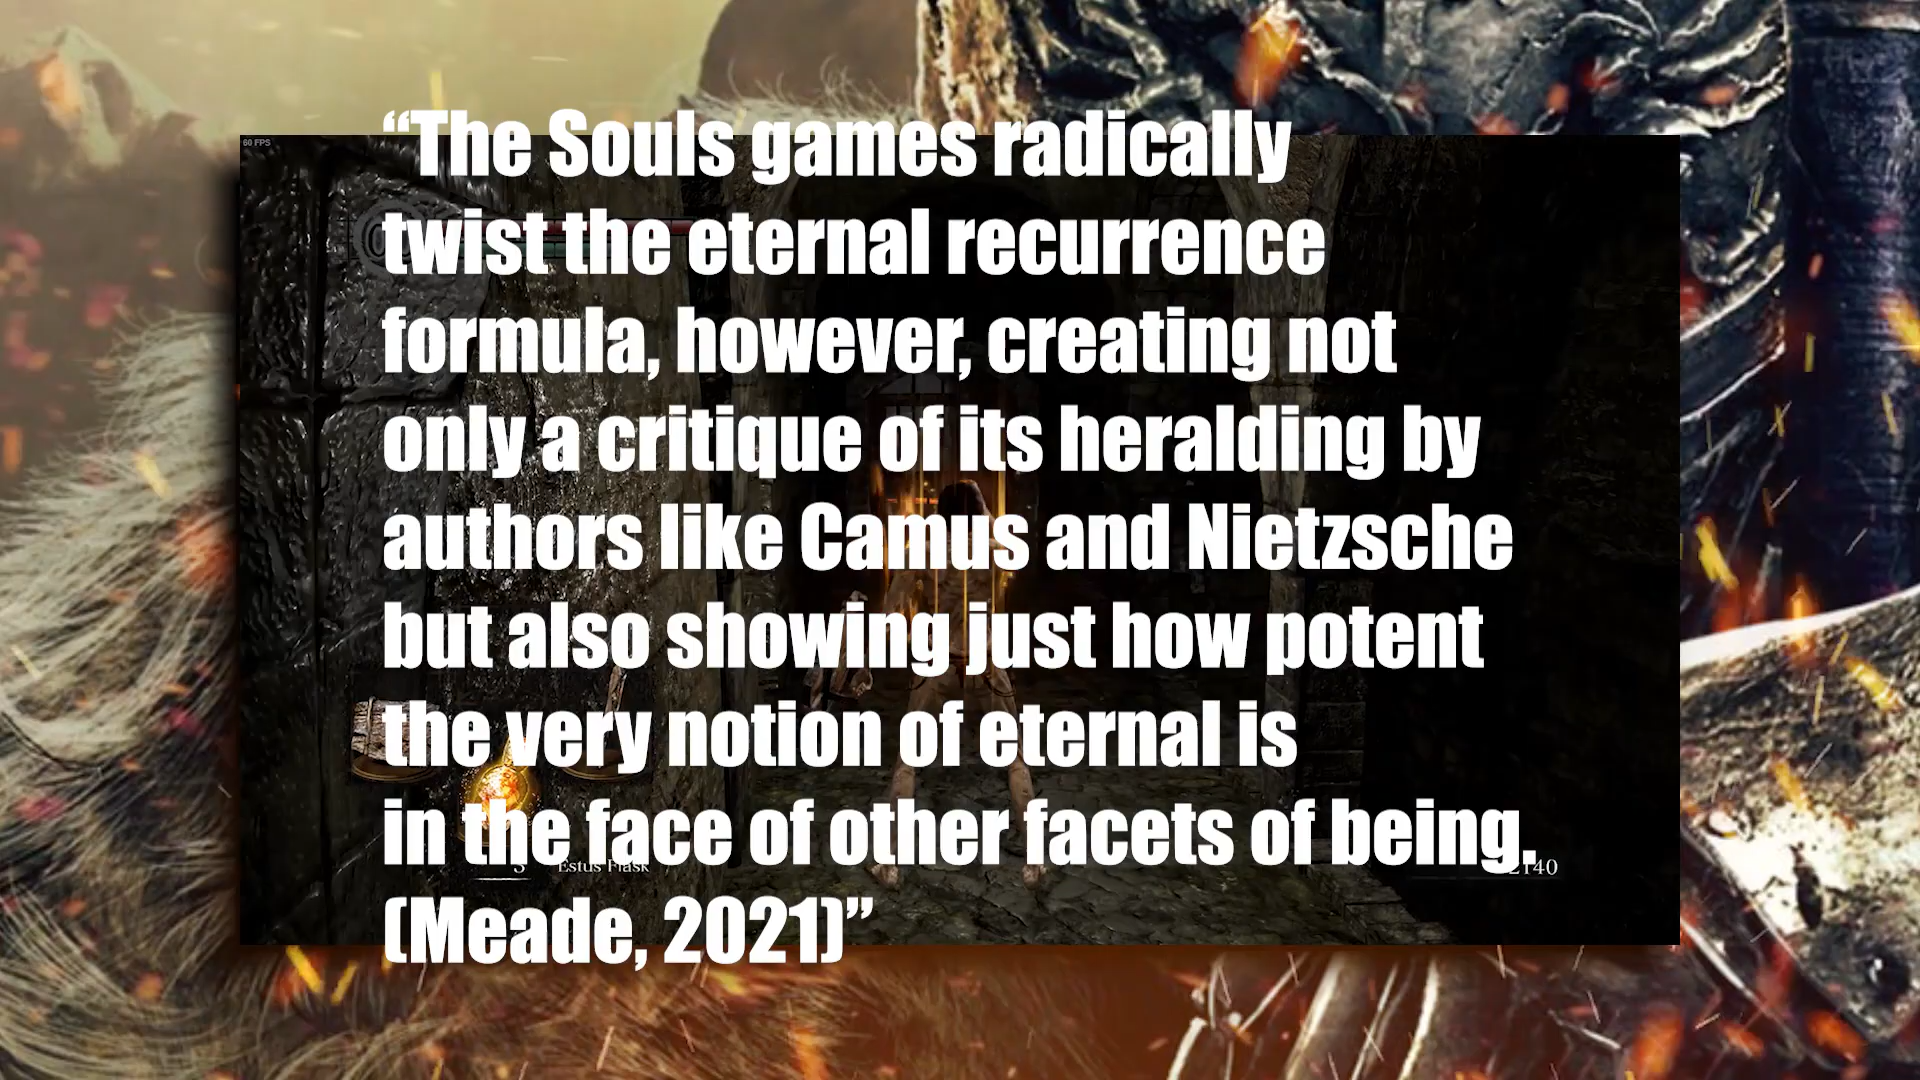 60 FPS
“The Souls games radically
twist the eternal recurrence
formula, however, creating not
only a critique of its heralding by
authors like Camus and Nietzsche
but also showing just how potent
the very notion of eternal is
in the face of other facets of being.
(Meade, 2021)”
3 Estus Flask
2140